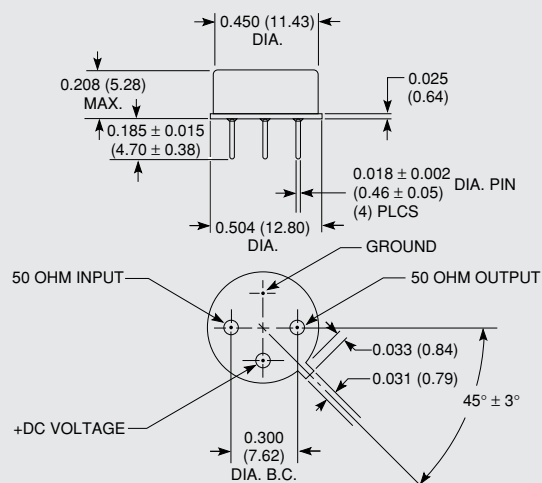 0.450 (11.43)
DIA.
0.208 (5.28)
MAX.
0.025
(0.64)
0.185 ± 0.015
(4.70 ± 0.38)
0.018 ± 0.002
(0.46 ± 0.05)
(4) PLCS
DIA. PIN
0.504 (12.80)
DIA.
GROUND
50 OHM INPUT
50 OHM OUTPUT
0.033 (0.84)
0.031 (0.79)
45° ± 3°
+DC VOLTAGE
0.300
(7.62)
DIA. B.C.